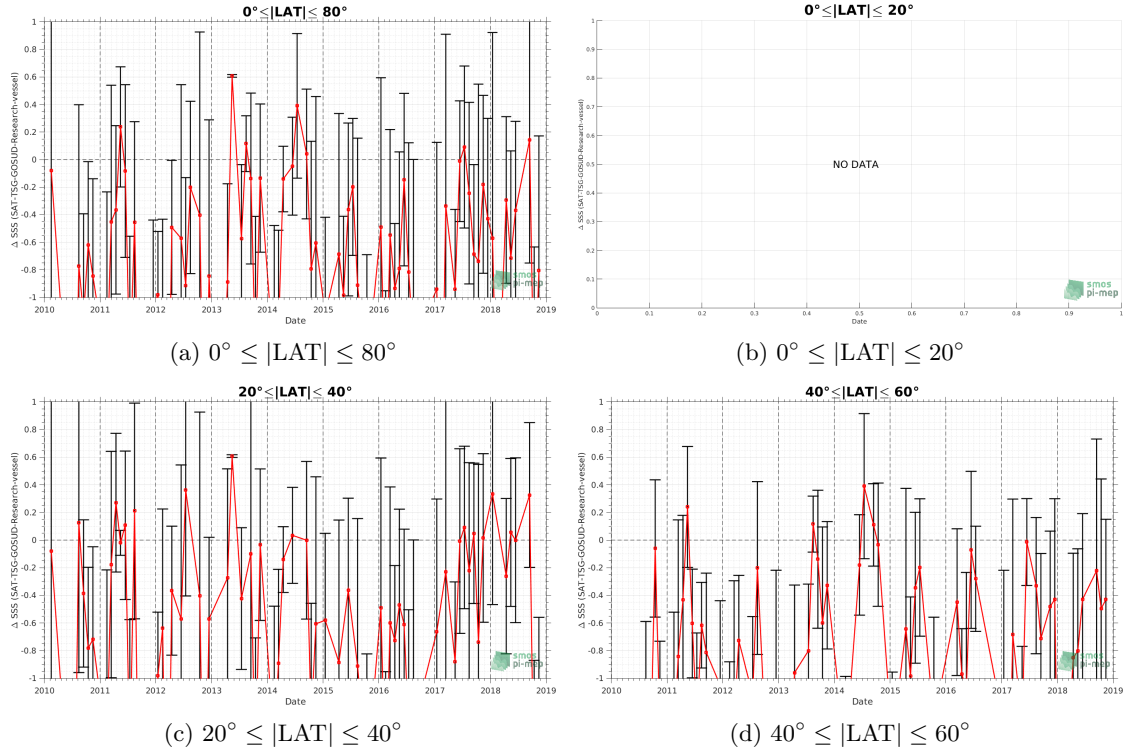 0°≤|LAT|≤ 80°
1
0.8
0.6
0.4
0.2
0
-0.2
-0.4
-0.6
-0.8
-1
Δ SSS (SAT-TSG-GOSUD-Research-vessel)
2010 2011 2012 2013 2014 2015 2016 2017 2018 2019
Date
smos
pi-mep
(a) 0° ≤ |LAT| ≤ 80°
0°≤|LAT|≤ 20°
1
0.9
0.8
0.7
0.6
0.5
0.4
0.3
0.2
0.1
0
Δ SSS (SAT-TSG-GOSUD-Research-vessel)
NO DATA
0 0.1 0.2 0.3 0.4 0.5 0.6 0.7 0.8 0.9 1
Date
smos
pi-mep
(b) 0° ≤ |LAT| ≤ 20°
20°≤|LAT|≤ 40°
1
0.8
0.6
0.4
0.2
0
-0.2
-0.4
-0.6
-0.8
-1
Δ SSS (SAT-TSG-GOSUD-Research-vessel)
2010 2011 2012 2013 2014 2015 2016 2017 2018 2019
Date
smos
pi-mep
(c) 20° ≤ |LAT| ≤ 40°
40°≤|LAT|≤ 60°
1
0.8
0.6
0.4
0.2
0
-0.2
-0.4
-0.6
-0.8
-1
Δ SSS (SAT-TSG-GOSUD-Research-vessel)
2010 2011 2012 2013 2014 2015 2016 2017 2018 2019
Date
smos
pi-mep
(d) 40° ≤ |LAT| ≤ 60°